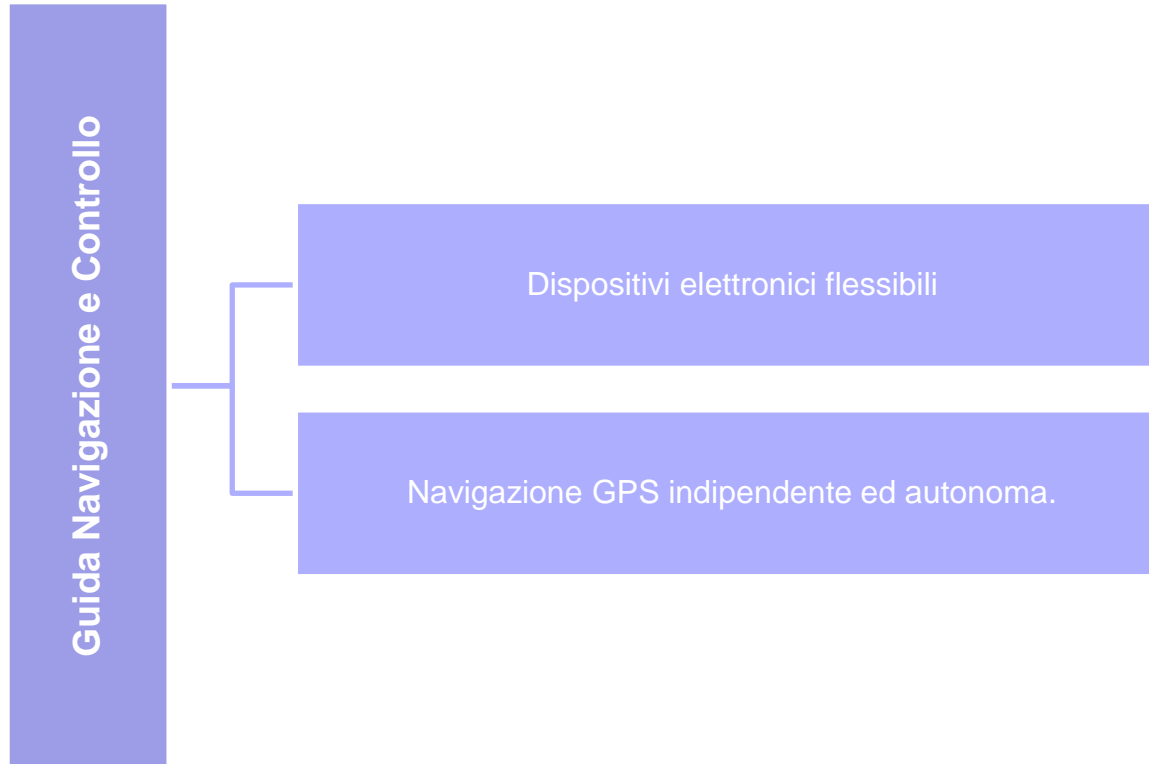 Guida Navigazione e Controllo
Dispositivi elettronici flessibili
Navigazione GPS indipendente ed autonoma.